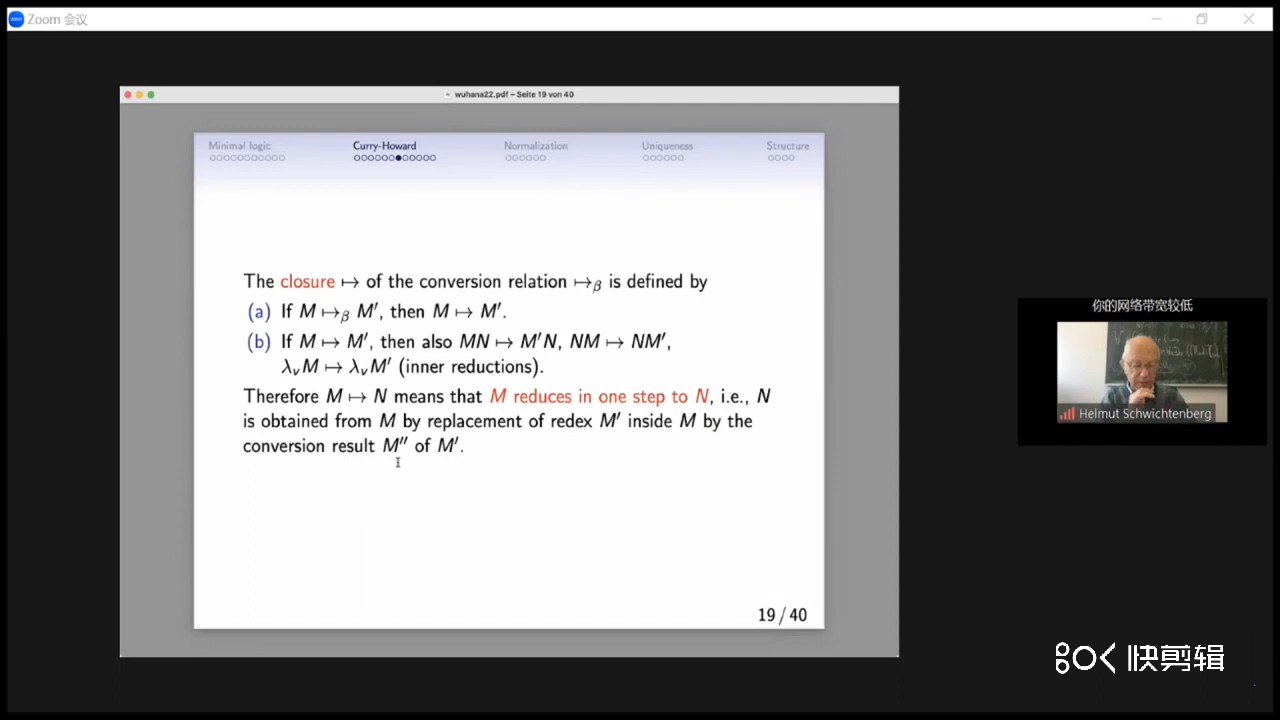 zoom
Zoom 会议
wuhana22.pdf – Seite 19 von 40
Minimal logic
Curry-Howard
Normalization
Uniqueness
Structure
The closure ↦ of the conversion relation ↦β is defined by
(a) If M ↦β M′, then M ↦ M′.
(b) If M ↦ M′, then also MN ↦ M′N, NM ↦ NM′,
λvM ↦ λvM′ (inner reductions).
Therefore M ↦ N means that M reduces in one step to N, i.e., N
is obtained from M by replacement of redex M′ inside M by the
conversion result M′′ of M′.
19 / 40
你的网络带宽较低
Helmut Schwichtenberg
快剪辑